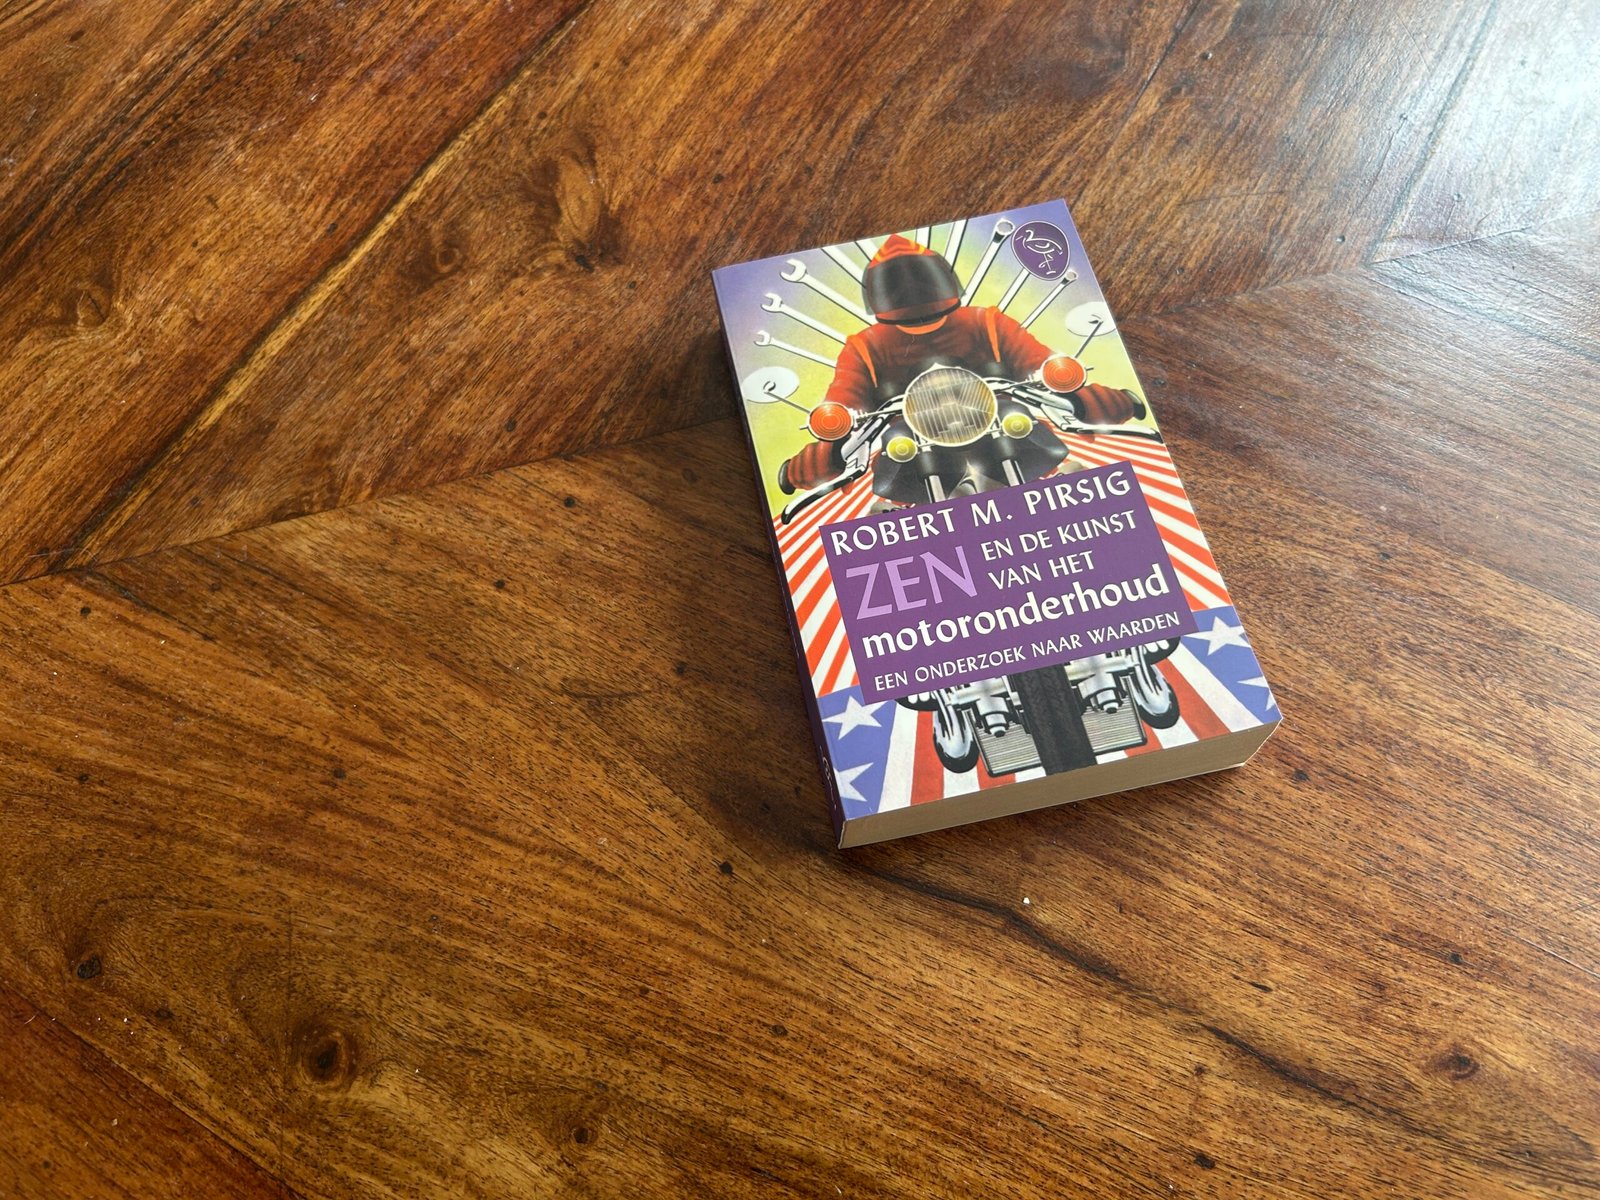 ROBERT M. PIRSIG
ZEN EN DE KUNST
VAN HET
motoronderhoud
EEN ONDERZOEK NAAR WAARDEN